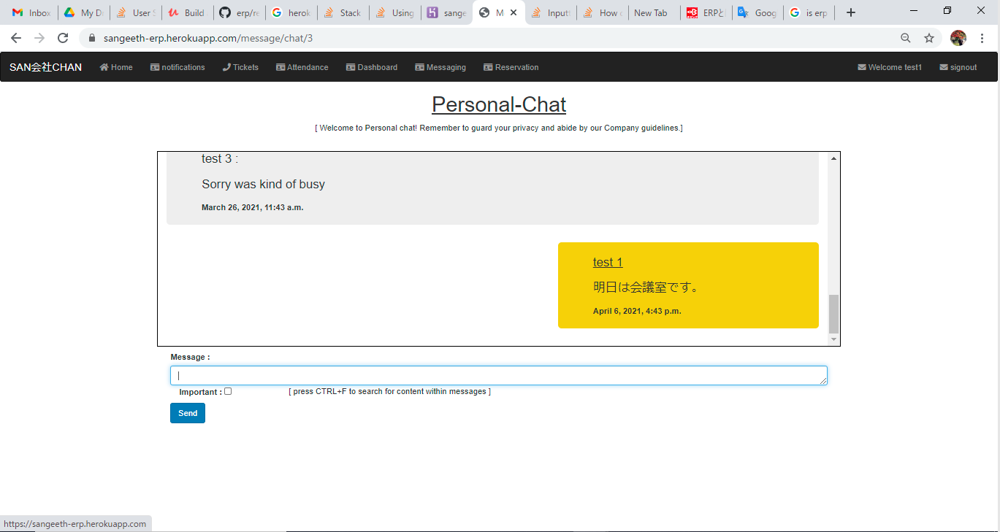 Inbox
My D
User S
Build
erp/re
herok
Stack
Using
sange
M
Input
How c
New Tab
ERPと
Goog
is erp
sangeeth-erp.herokuapp.com/message/chat/3
SAN会社CHAN Home notifications Tickets Attendance Dashboard Messaging Reservation Welcome test1 signout
Personal-Chat
[ Welcome to Personal chat! Remember to guard your privacy and abide by our Company guidelines.]
test 3 :
Sorry was kind of busy
March 26, 2021, 11:43 a.m.
test 1
明日は会議室です。
April 6, 2021, 4:43 p.m.
Message :
Important :
[ press CTRL+F to search for content within messages ]
Send
https://sangeeth-erp.herokuapp.com